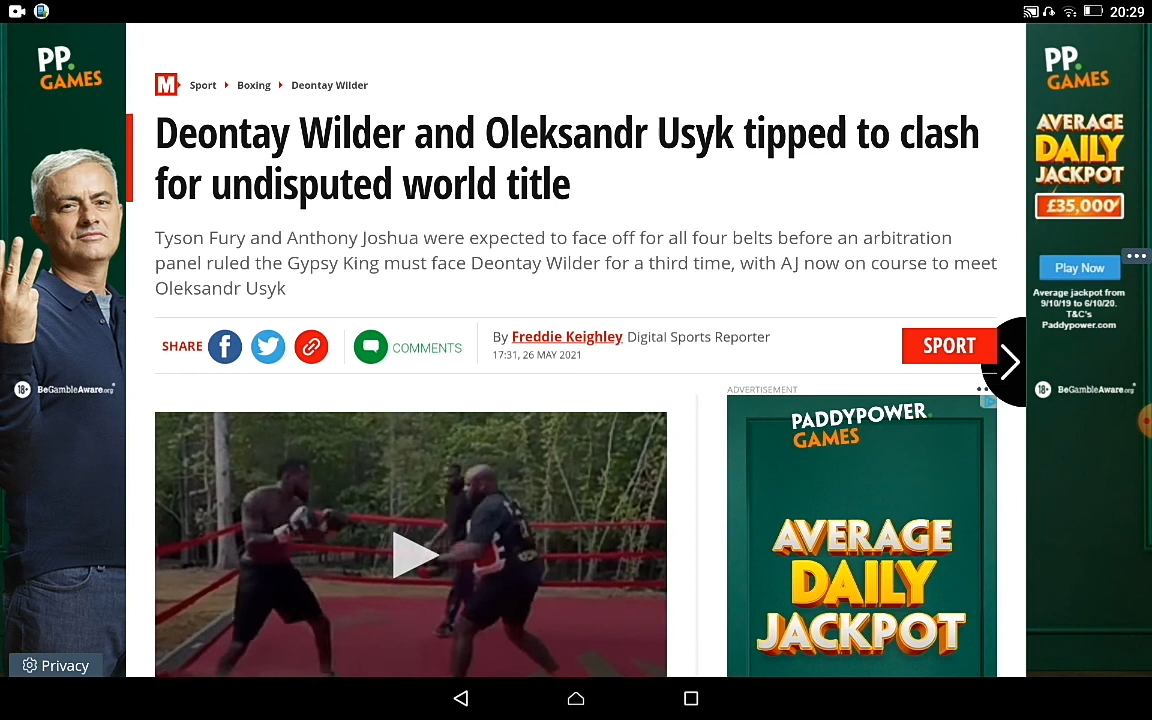 20:29
PP.
GAMES
BeGambleAware.org
18+
M
Sport
Boxing
Deontay Wilder
Deontay Wilder and Oleksandr Usyk tipped to clash
for undisputed world title
Tyson Fury and Anthony Joshua were expected to face off for all four belts before an arbitration
panel ruled the Gypsy King must face Deontay Wilder for a third time, with AJ now on course to meet
Oleksandr Usyk
SHARE
COMMENTS
By Freddie Keighley Digital Sports Reporter
17:31, 26 MAY 2021
SPORT
ADVERTISEMENT
PADDYPOWER.
GAMES
AVERAGE
DAILY
JACKPOT
PP.
GAMES
AVERAGE
DAILY
JACKPOT
£35,000
Play Now
Average jackpot from
9/10/19 to 6/10/20.
T&C's
Paddypower.com
18+
BeGambleAware.org
Privacy